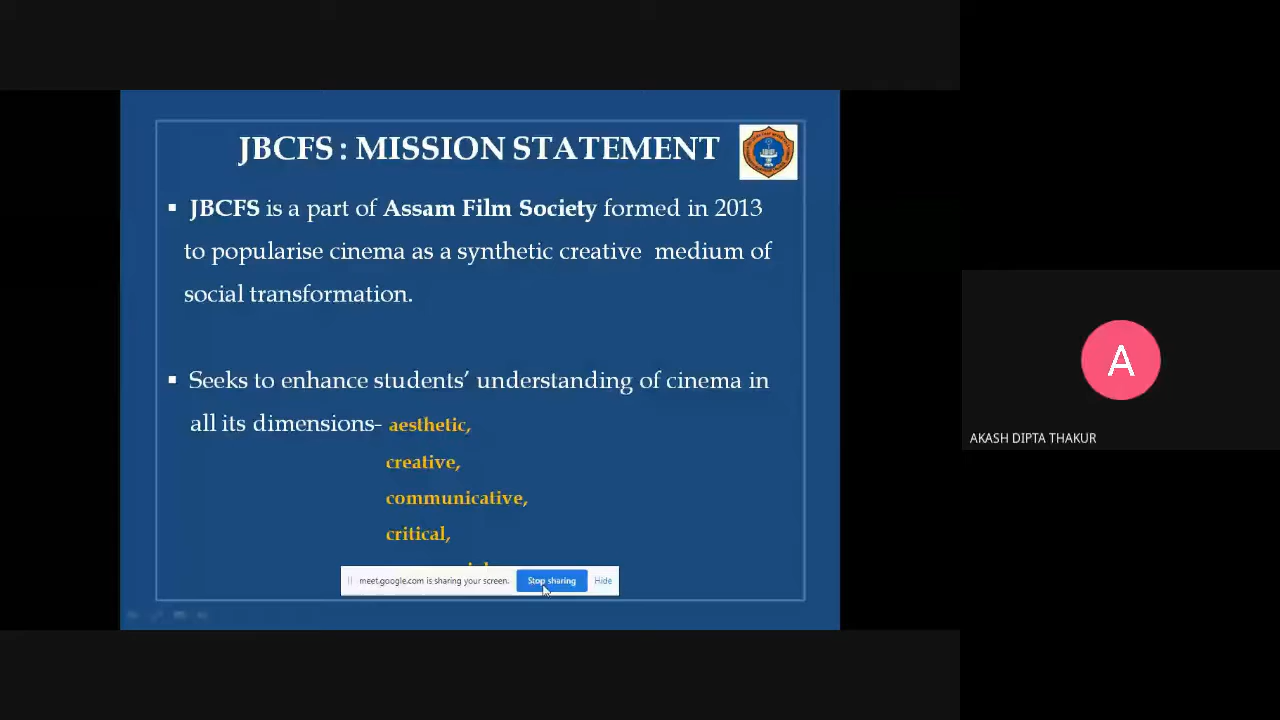 JBCFS : MISSION STATEMENT
▪ JBCFS is a part of Assam Film Society formed in 2013
to popularise cinema as a synthetic creative medium of
social transformation.
▪ Seeks to enhance students’ understanding of cinema in
all its dimensions- aesthetic,
creative,
communicative,
critical,
meet.google.com is sharing your screen.
Stop sharing
Hide
A
AKASH DIPTA THAKUR